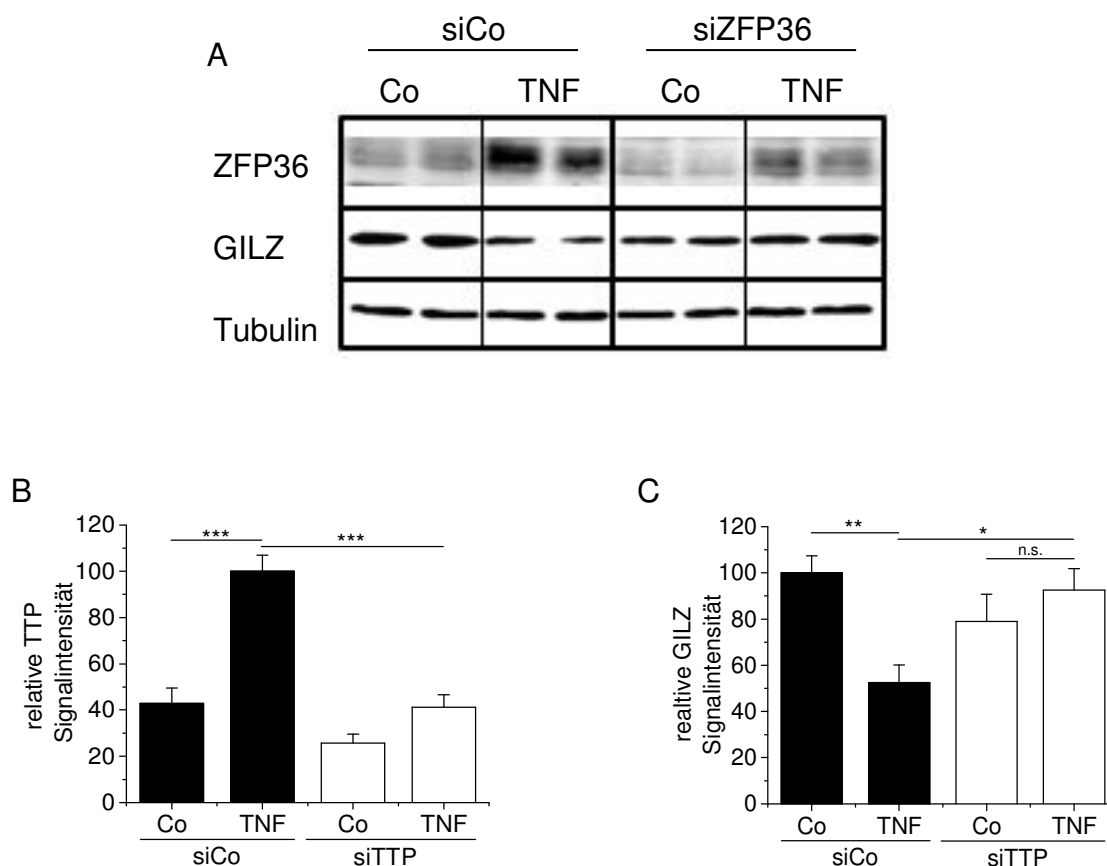 A
siCo siZFP36
Co TNF Co TNF
ZFP36
GILZ
Tubulin
B
relative TTP
Signalintensität
120
100
80
60
40
20
0
*** ***
Co TNF Co TNF
siCo siTTP
C
realtive GILZ
Signalintensität
120
100
80
60
40
20
0
** *
n.s.
Co TNF Co TNF
siCo siTTP